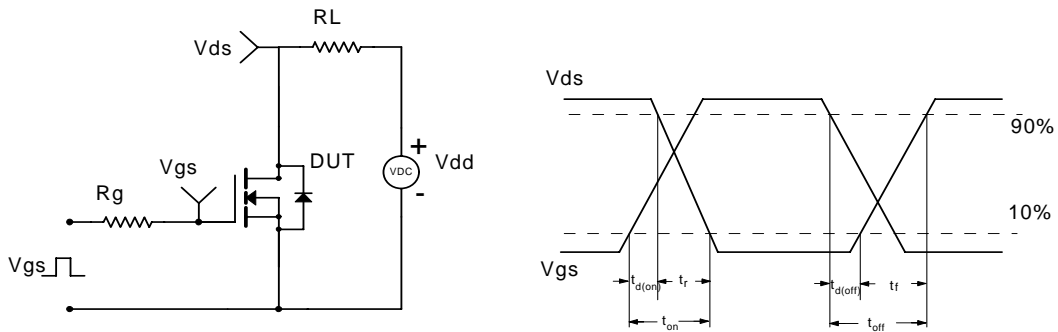 RL
Vds
Vgs
DUT
Rg
+
VDC
Vdd
-
Vgs
Vds
90%
10%
Vgs
td(on)
tr
td(off)
tf
ton
toff